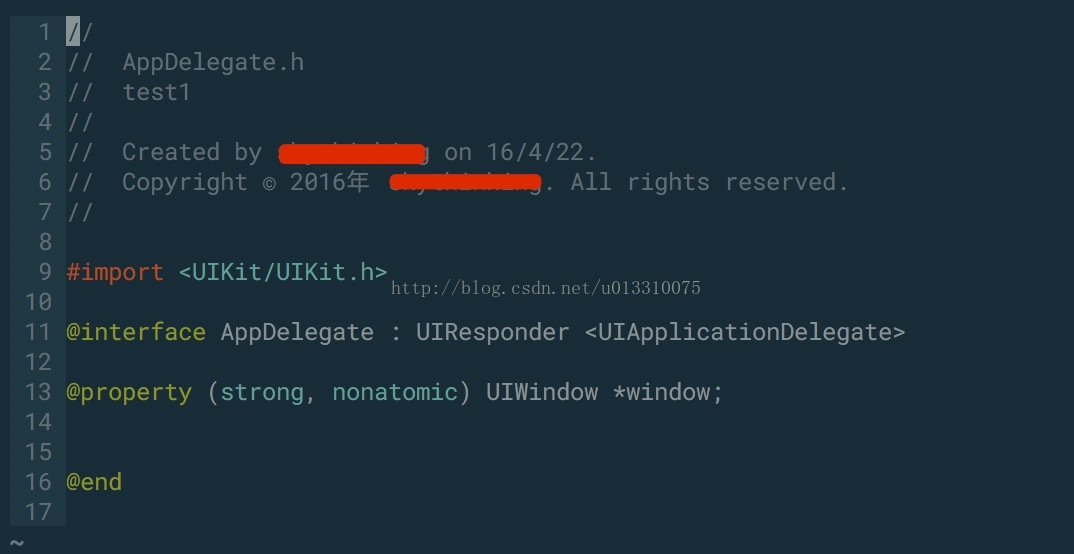 1 //
2 // AppDelegate.h
3 // test1
4 //
5 // Created by on 16/4/22.
6 // Copyright © 2016年 . All rights reserved.
7 //
8
9 #import <UIKit/UIKit.h>
http://blog.csdn.net/u013310075
10
11 @interface AppDelegate : UIResponder <UIApplicationDelegate>
12
13 @property (strong, nonatomic) UIWindow *window;
14
15
16 @end
17
~